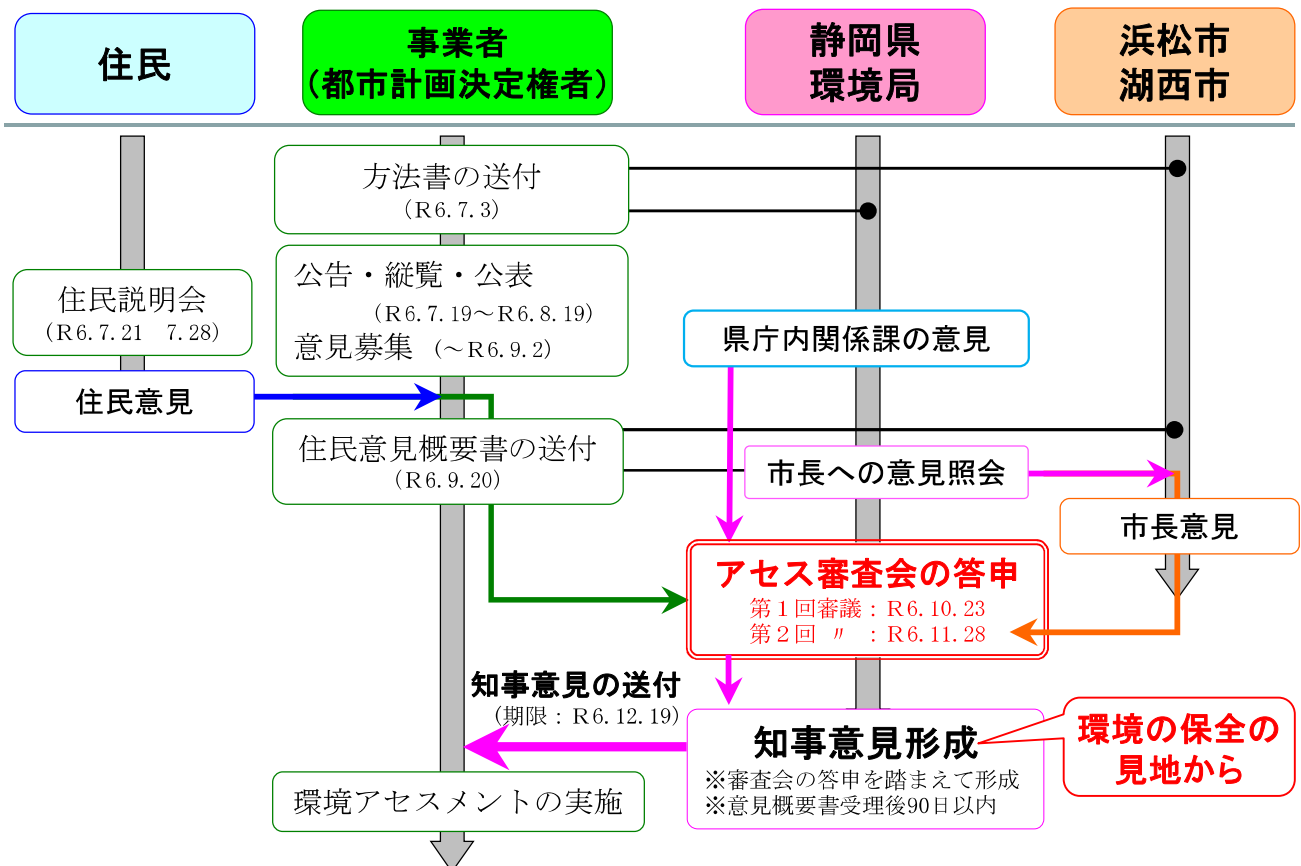 住民
事業者
(都市計画決定権者)
静岡県
環境局
浜松市
湖西市
方法書の送付
(R6.7.3)
公告・縦覧・公表
(R6.7.19～R6.8.19)
意見募集 (～R6.9.2)
住民説明会
(R6.7.21 7.28)
県庁内関係課の意見
住民意見
住民意見概要書の送付
(R6.9.20)
市長への意見照会
市長意見
アセス審査会の答申
第１回審議：R6.10.23
第２回 〃 ：R6.11.28
知事意見の送付
(期限：R6.12.19)
知事意見形成
※審査会の答申を踏まえて形成
※意見概要書受理後90日以内
環境の保全の
見地から
環境アセスメントの実施